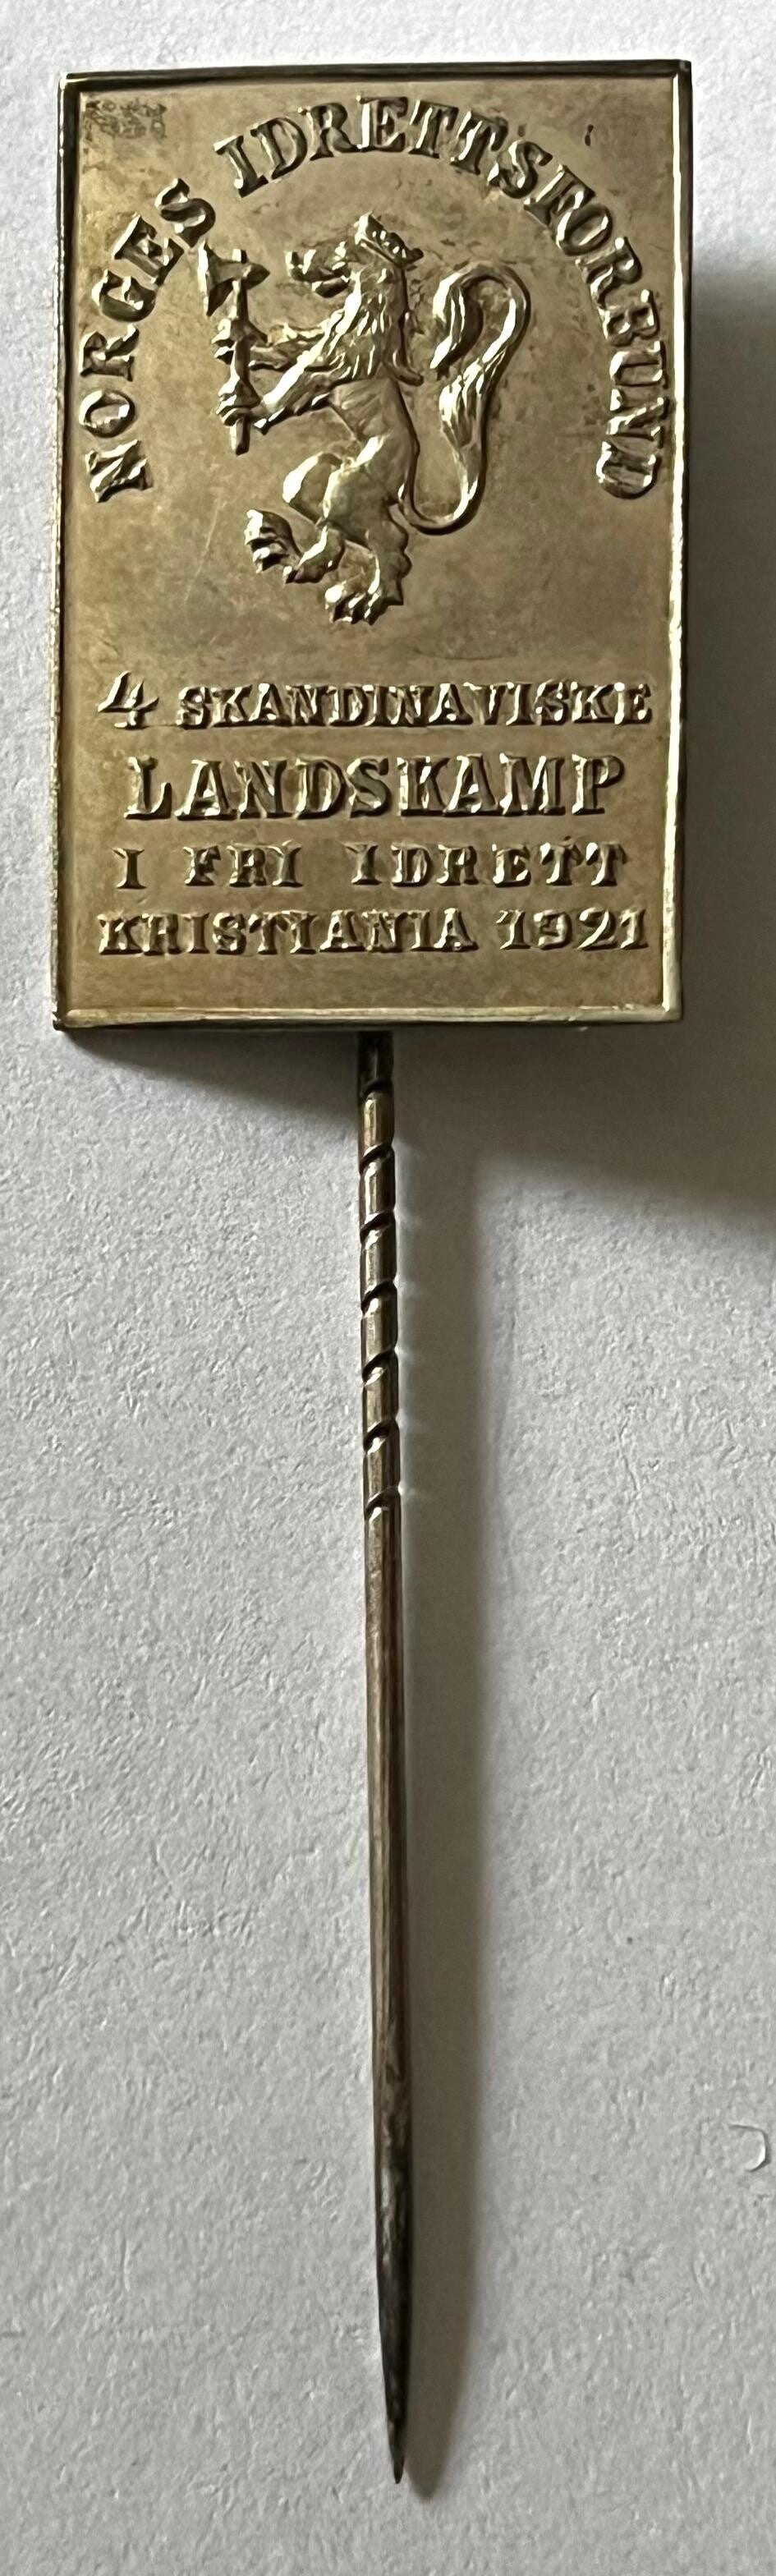 NORGES IDRETTSFORBUND
4 SKANDINAVISKE
LANDSKAMP
I FRI IDRETT
KRISTIANIA 1921